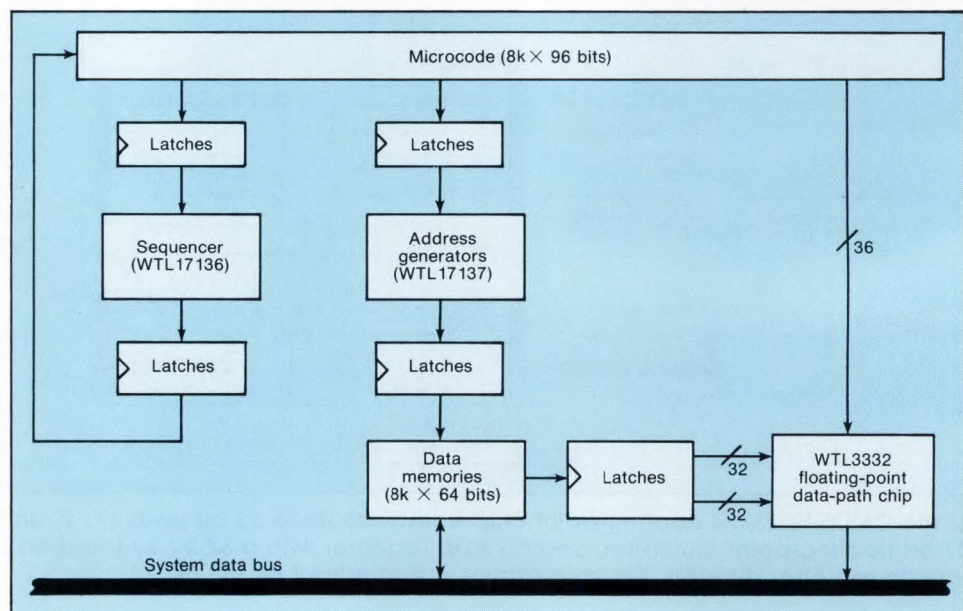 Microcode (8k × 96 bits)
Latches
Latches
Sequencer
(WTL17136)
Address
generators
(WTL17137)
36
Latches
Latches
Data
memories
(8k × 64 bits)
Latches
32
32
WTL3332
floating-point
data-path chip
System data bus